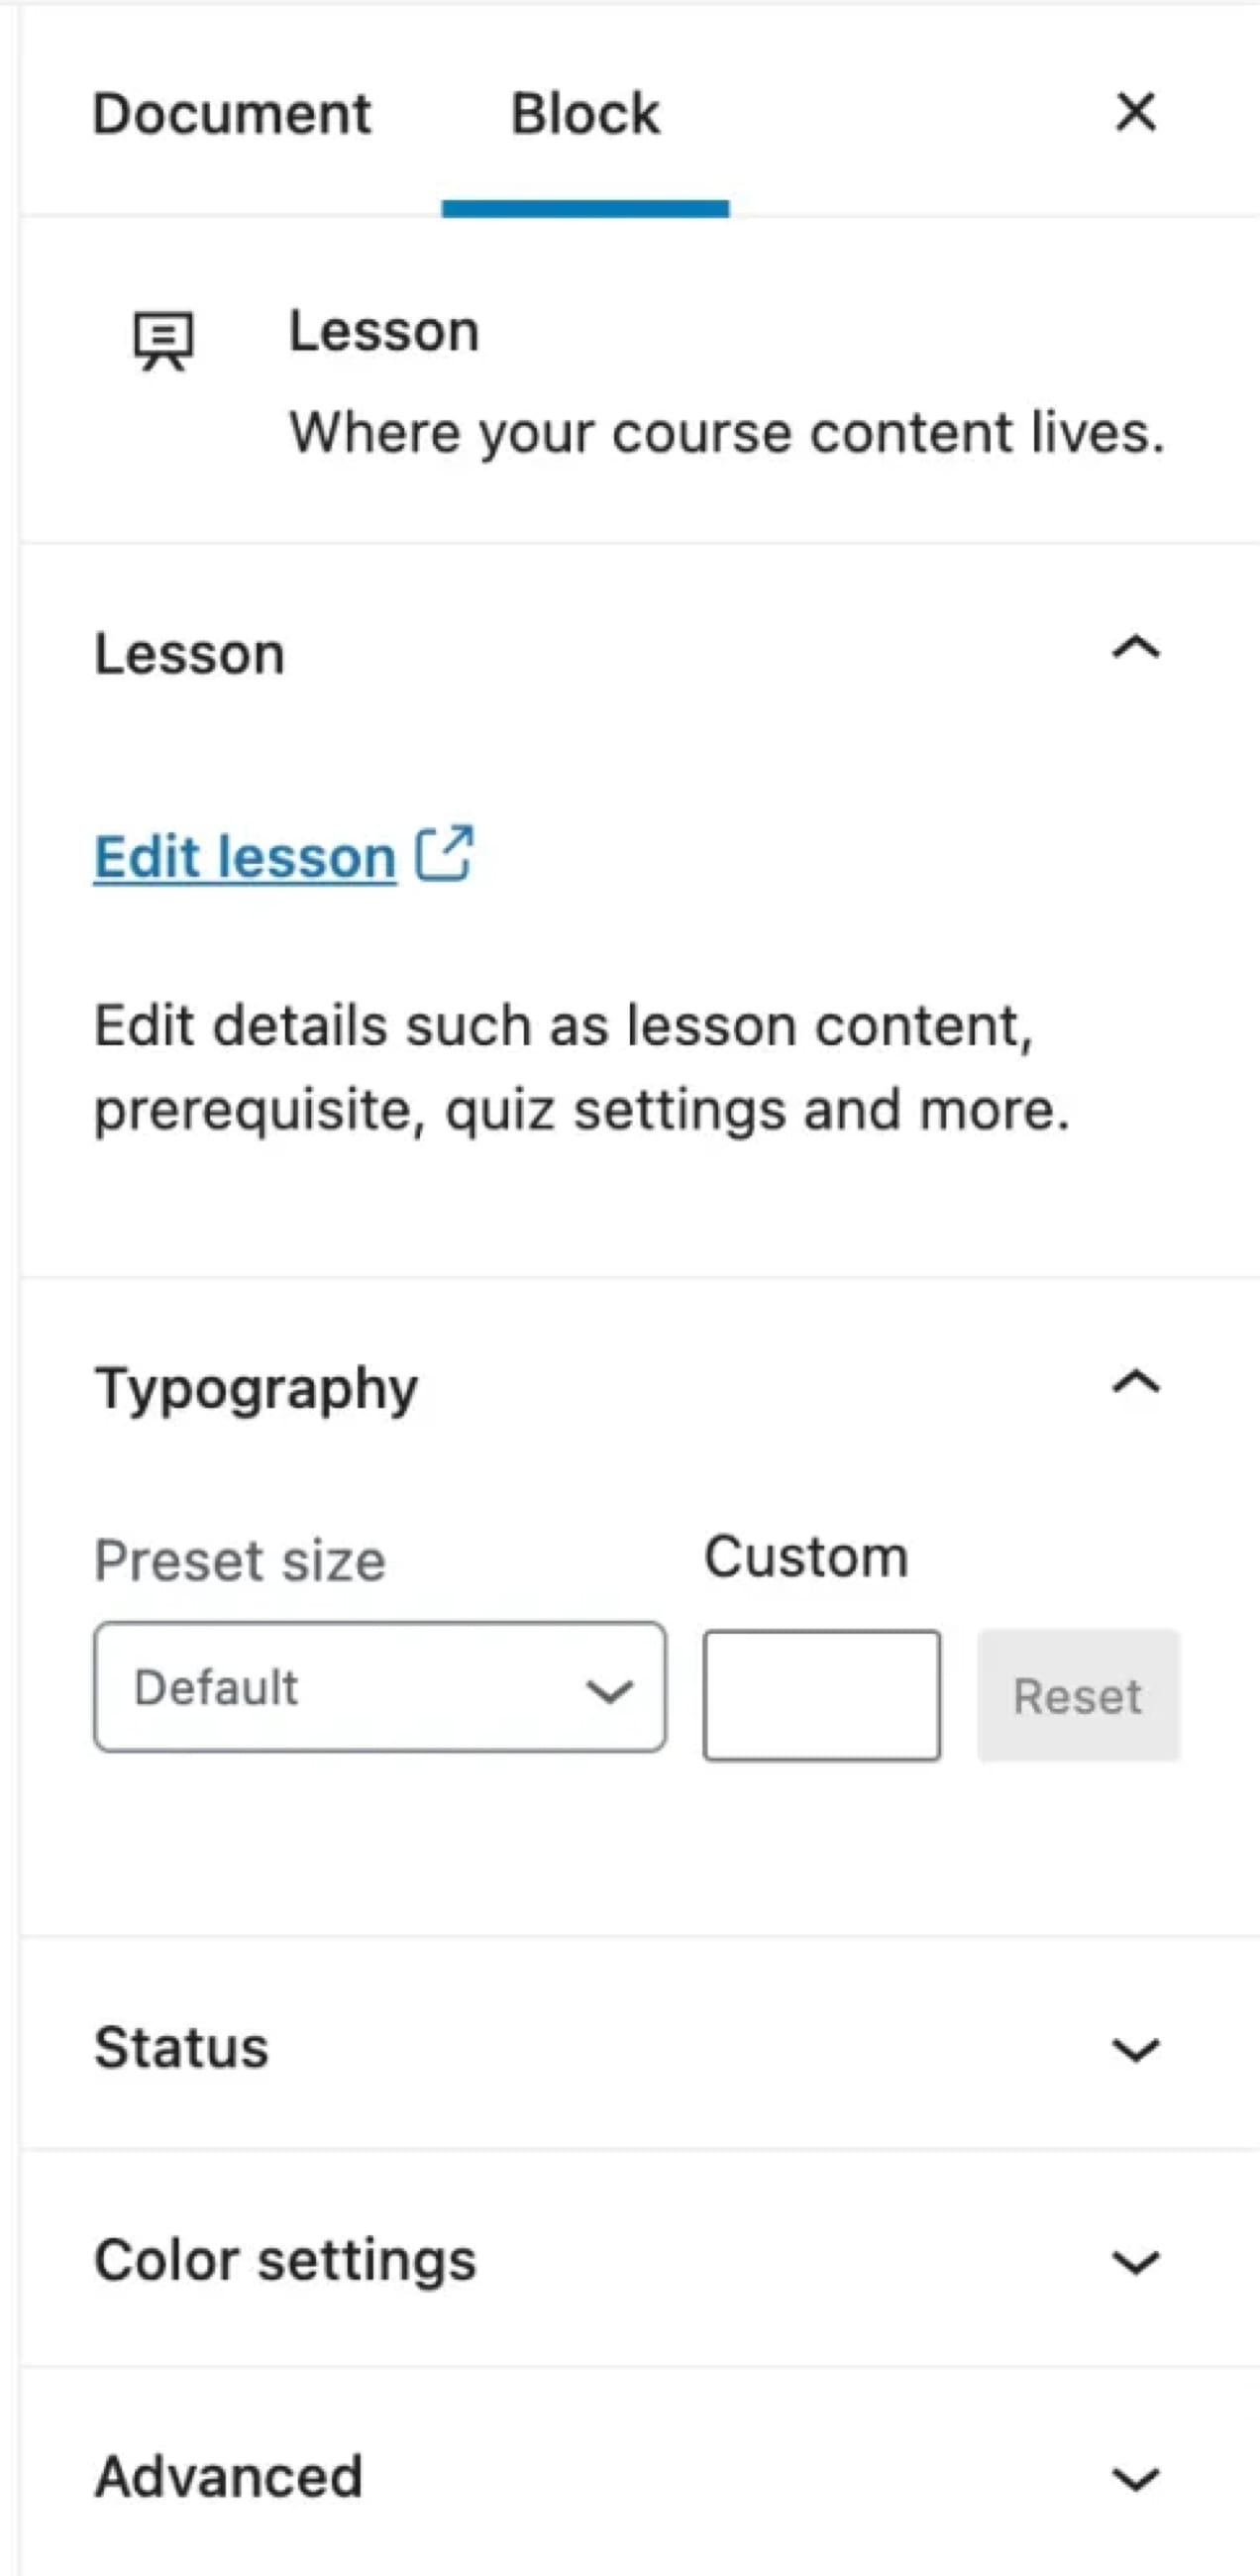 Document Block
Lesson
Where your course content lives.
Lesson
Edit lesson
Edit details such as lesson content,
prerequisite, quiz settings and more.
Typography
Preset size Custom
Default Reset
Status
Color settings
Advanced